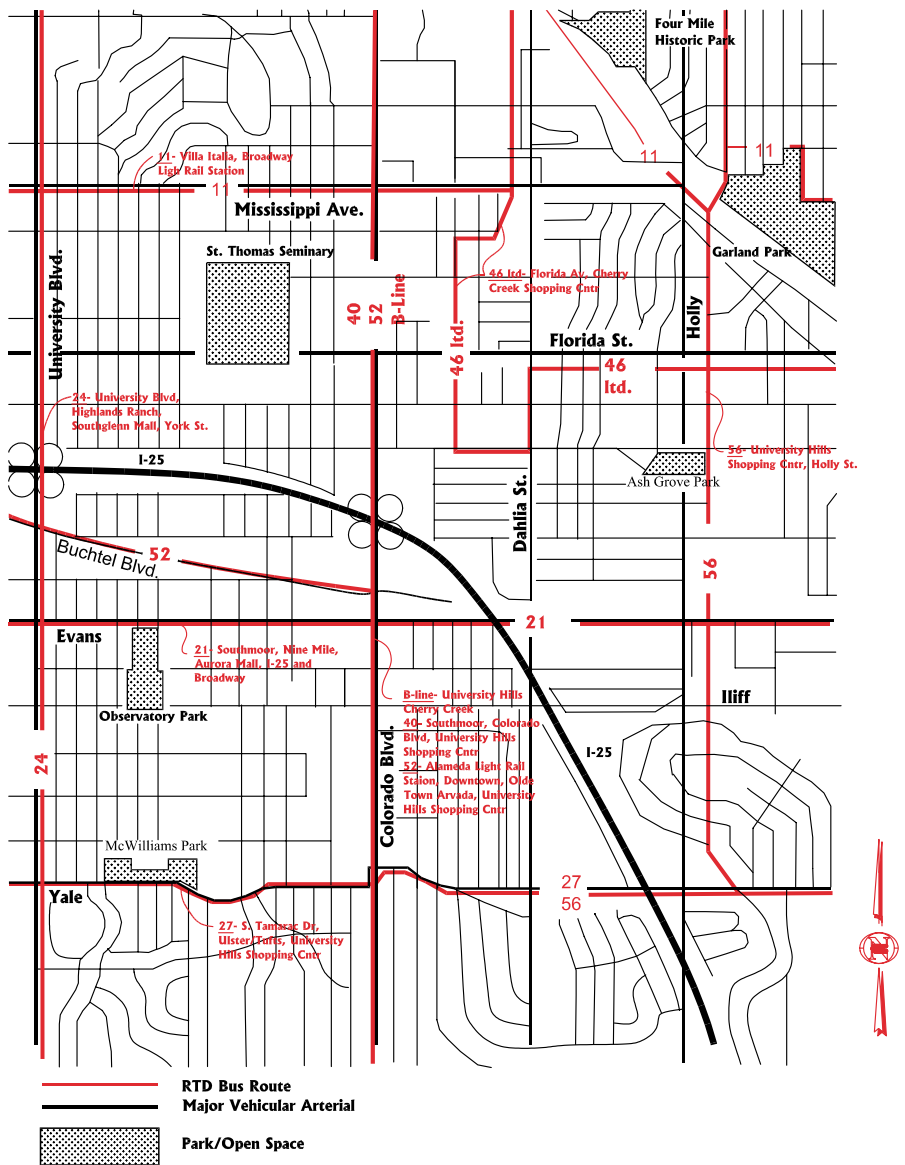 Four Mile
Historic Park
11- Villa Italia, Broadway
Ligh Rail Station
11
11
11
Mississippi Ave.
St. Thomas Seminary
Garland Park
University Blvd.
46 ltd- Florida Av, Cherry
Creek Shopping Cntr
40
52
B-Line
Holly
46 ltd.
Florida St.
46
ltd.
24- University Blvd,
Highlands Ranch,
Southglenn Mall, York St.
I-25
56- University Hills
Shopping Cntr, Holly St.
Ash Grove Park
Dahlia St.
52
Buchtel Blvd.
56
21
Evans
21- Southmoor, Nine Mile,
Aurora Mall. I-25 and
Broadway
Observatory Park
B-line- University Hills
Cherry Creek
40- Southmoor, Colorado
Blvd, University Hills
Shopping Cntr
52- Alameda Light Rail
Staion, Downtown, Olde
Town Arvada, University
Hills Shopping Cntr
Iliff
I-25
24
Colorado Blvd.
McWilliams Park
Yale
27
56
27- S. Tamarac Dr,
Ulster/Tufts, University
Hills Shopping Cntr
N
RTD Bus Route
Major Vehicular Arterial
Park/Open Space